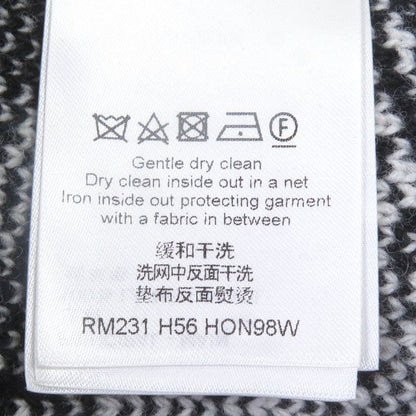 F
Gentle dry clean
Dry clean inside out in a net
Iron inside out protecting garment
with a fabric in between
缓和干洗
洗网中反面干洗
垫布反面熨烫
RM231 H56 HON98W